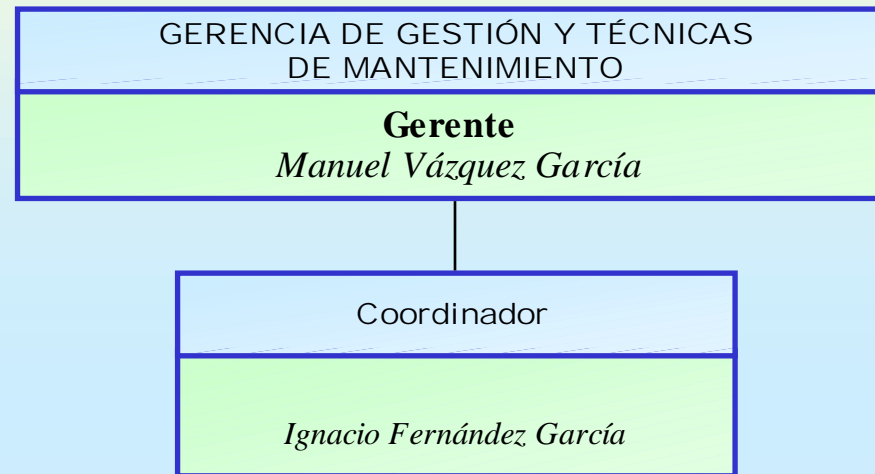 GERENCIA DE GESTIÓN Y TÉCNICAS
DE MANTENIMIENTO
Gerente
Manuel Vázquez García
Coordinador
Ignacio Fernández García